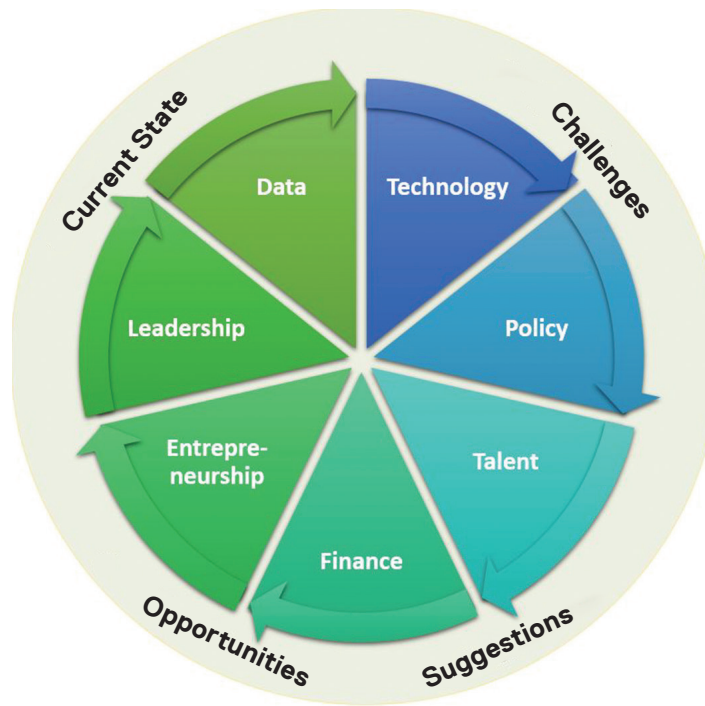 Current State
Challenges
Data
Technology
Leadership
Policy
Entrepre-
neurship
Talent
Finance
Opportunities
Suggestions